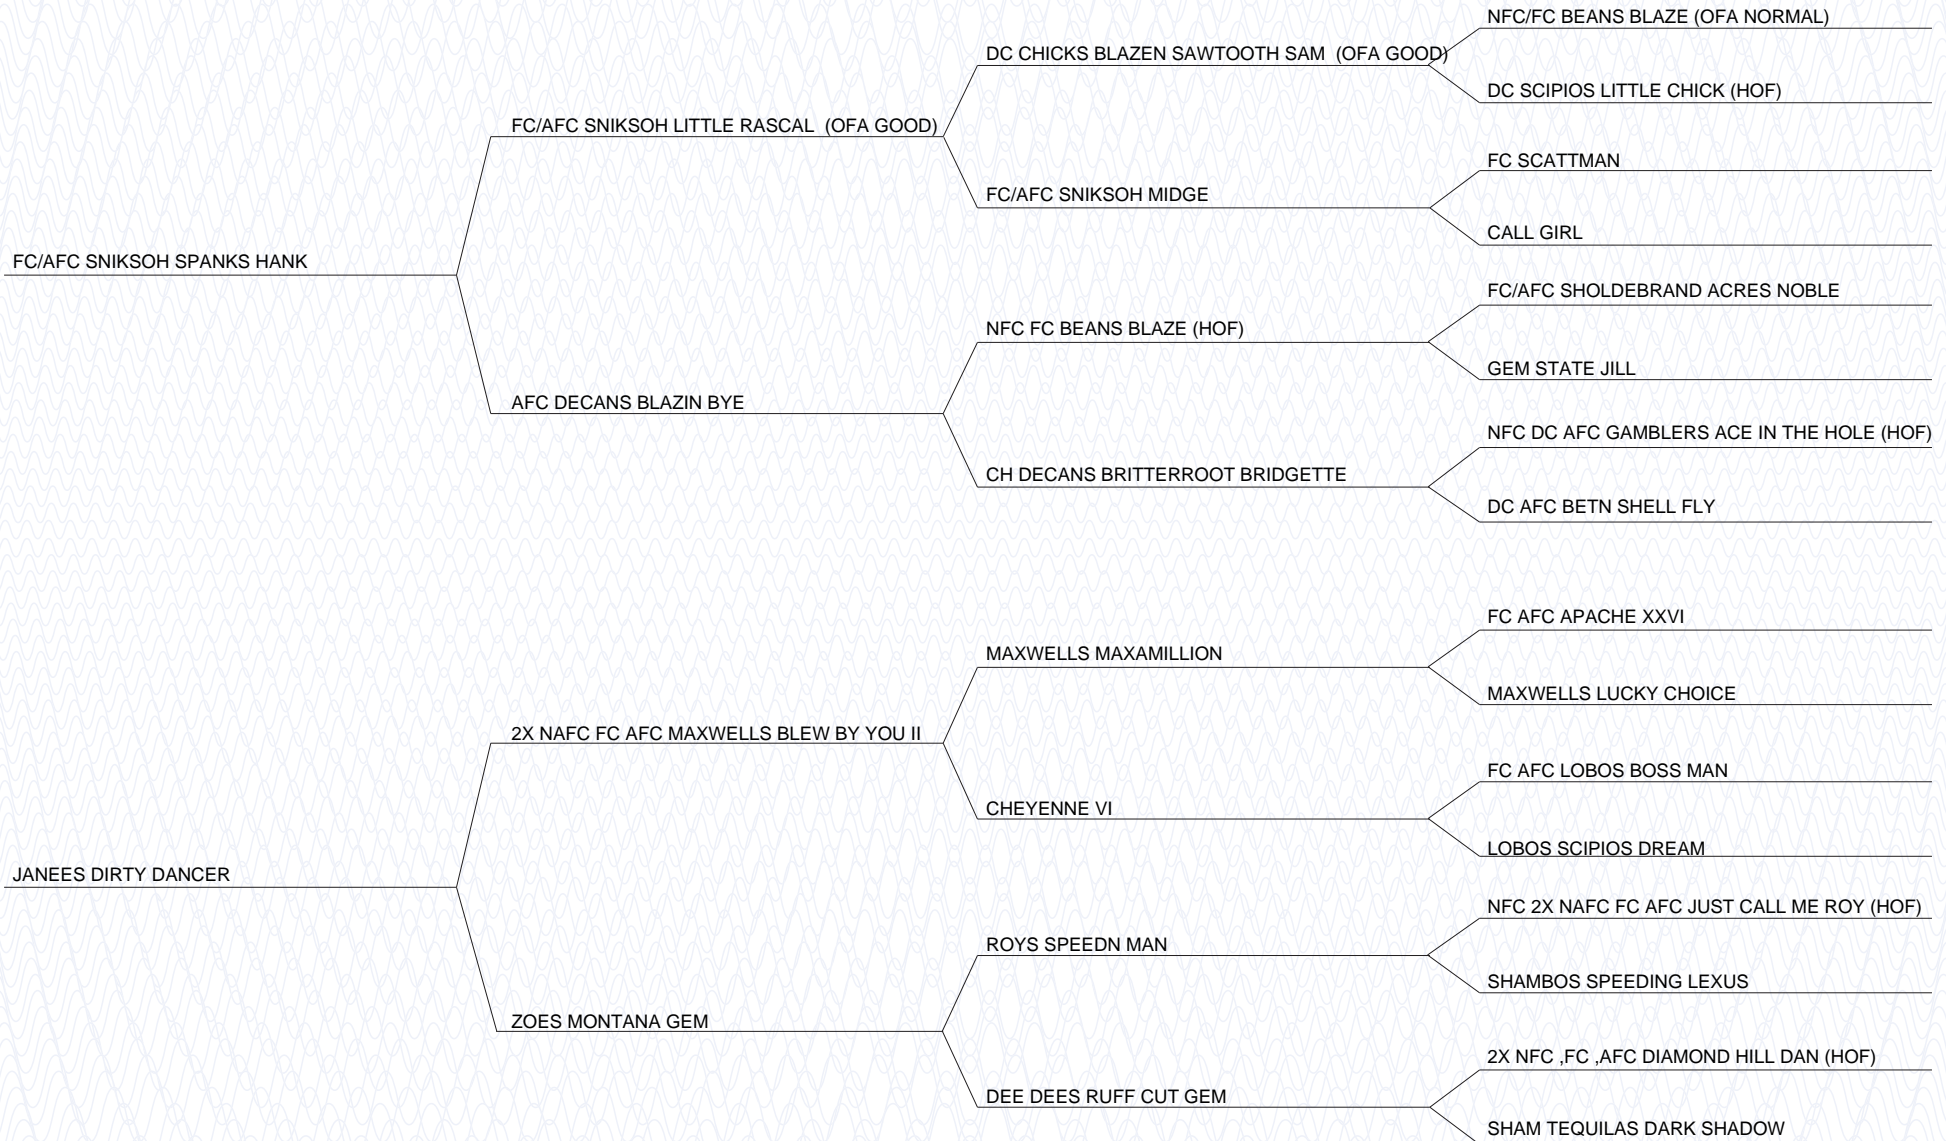 NFC/FC BEANS BLAZE (OFA NORMAL)
DC CHICKS BLAZEN SAWTOOTH SAM (OFA GOOD)
DC SCIPIOS LITTLE CHICK (HOF)
FC/AFC SNIKSOH LITTLE RASCAL (OFA GOOD)
FC SCATTMAN
FC/AFC SNIKSOH MIDGE
CALL GIRL
FC/AFC SNIKSOH SPANKS HANK
FC/AFC SHOLDEBRAND ACRES NOBLE
NFC FC BEANS BLAZE (HOF)
GEM STATE JILL
AFC DECANS BLAZIN BYE
NFC DC AFC GAMBLERS ACE IN THE HOLE (HOF)
CH DECANS BRITTERROOT BRIDGETTE
DC AFC BETN SHELL FLY
FC AFC APACHE XXVI
MAXWELLS MAXAMILLION
MAXWELLS LUCKY CHOICE
2X NAFC FC AFC MAXWELLS BLEW BY YOU II
FC AFC LOBOS BOSS MAN
CHEYENNE VI
LOBOS SCIPIOS DREAM
JANEES DIRTY DANCER
NFC 2X NAFC FC AFC JUST CALL ME ROY (HOF)
ROYS SPEEDN MAN
SHAMBOS SPEEDING LEXUS
ZOES MONTANA GEM
2X NFC ,FC ,AFC DIAMOND HILL DAN (HOF)
DEE DEES RUFF CUT GEM
SHAM TEQUILAS DARK SHADOW